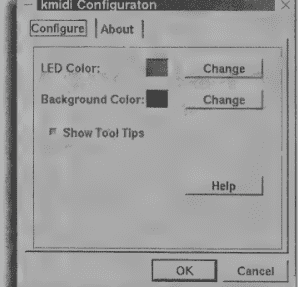 kmidi Configuraton
Configure About
LED Color: Change
Background Color: Change
Show Tool Tips
Help
OK Cancel